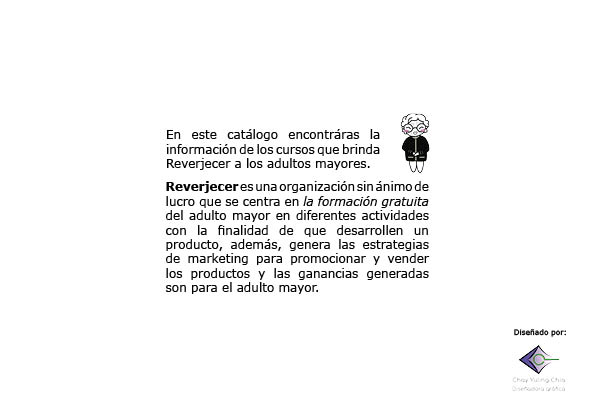 En este catálogo encontráras la
información de los cursos que brinda
Reverjecer a los adultos mayores.
Reverjecer es una organización sin ánimo de
lucro que se centra en la formación gratuita
del adulto mayor en diferentes actividades
con la finalidad de que desarrollen un
producto, además, genera las estrategias
de marketing para promocionar y vender
los productos y las ganancias generadas
son para el adulto mayor.
Diseñado por:
Diseñadora gráfica